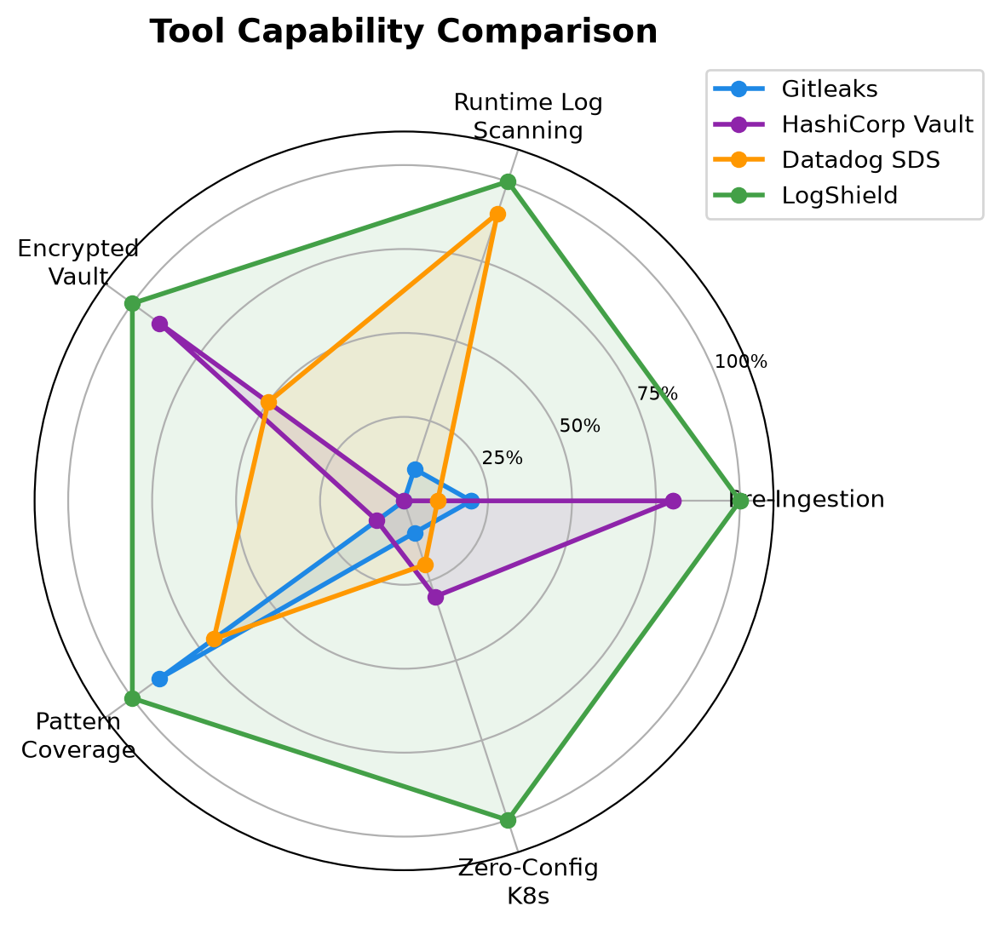 Tool Capability Comparison
Gitleaks
HashiCorp Vault
Datadog SDS
LogShield
Runtime Log
Scanning
Encrypted
Vault
100%
75%
50%
25%
Pre-Ingestion
Pattern
Coverage
Zero-Config
K8s